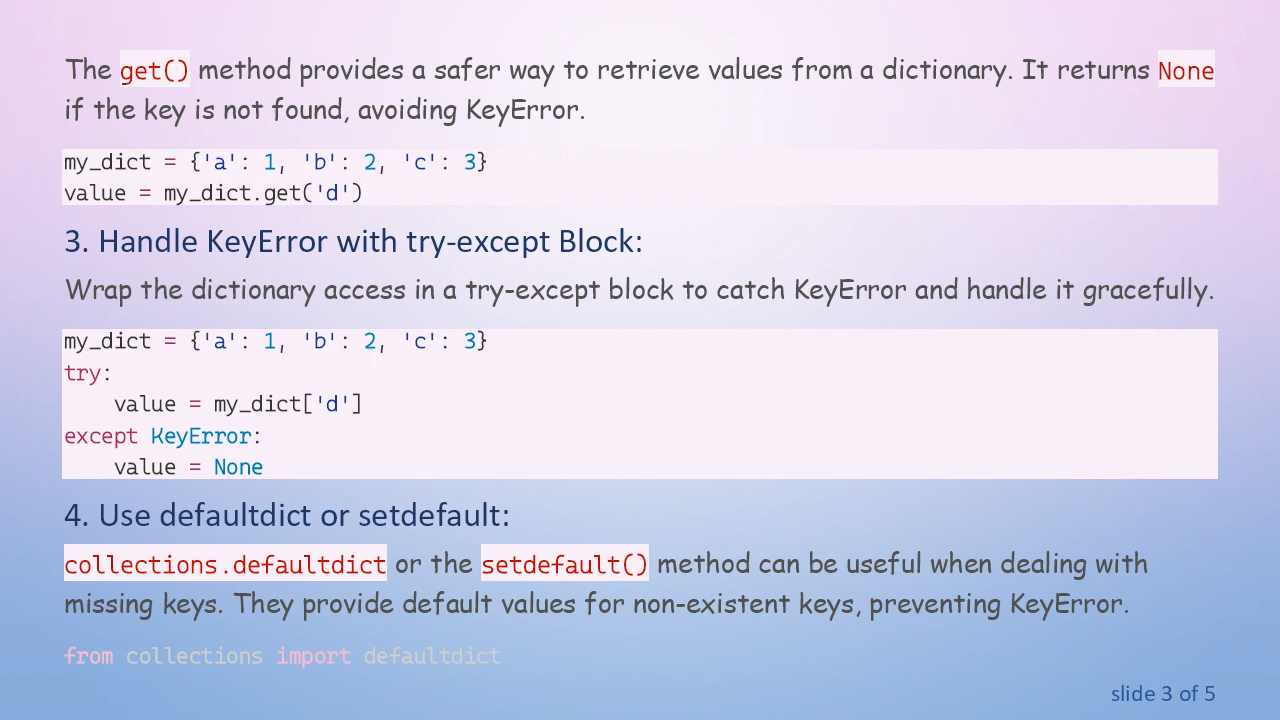 The get() method provides a safer way to retrieve values from a dictionary. It returns None
if the key is not found, avoiding KeyError.
my_dict = {'a': 1, 'b': 2, 'c': 3}
value = my_dict.get('d')
3. Handle KeyError with try-except Block:
Wrap the dictionary access in a try-except block to catch KeyError and handle it gracefully.
my_dict = {'a': 1, 'b': 2, 'c': 3}
try:
    value = my_dict['d']
except KeyError:
    value = None
4. Use defaultdict or setdefault:
collections.defaultdict or the setdefault() method can be useful when dealing with
missing keys. They provide default values for non-existent keys, preventing KeyError.
from collections import defaultdict
slide 3 of 5